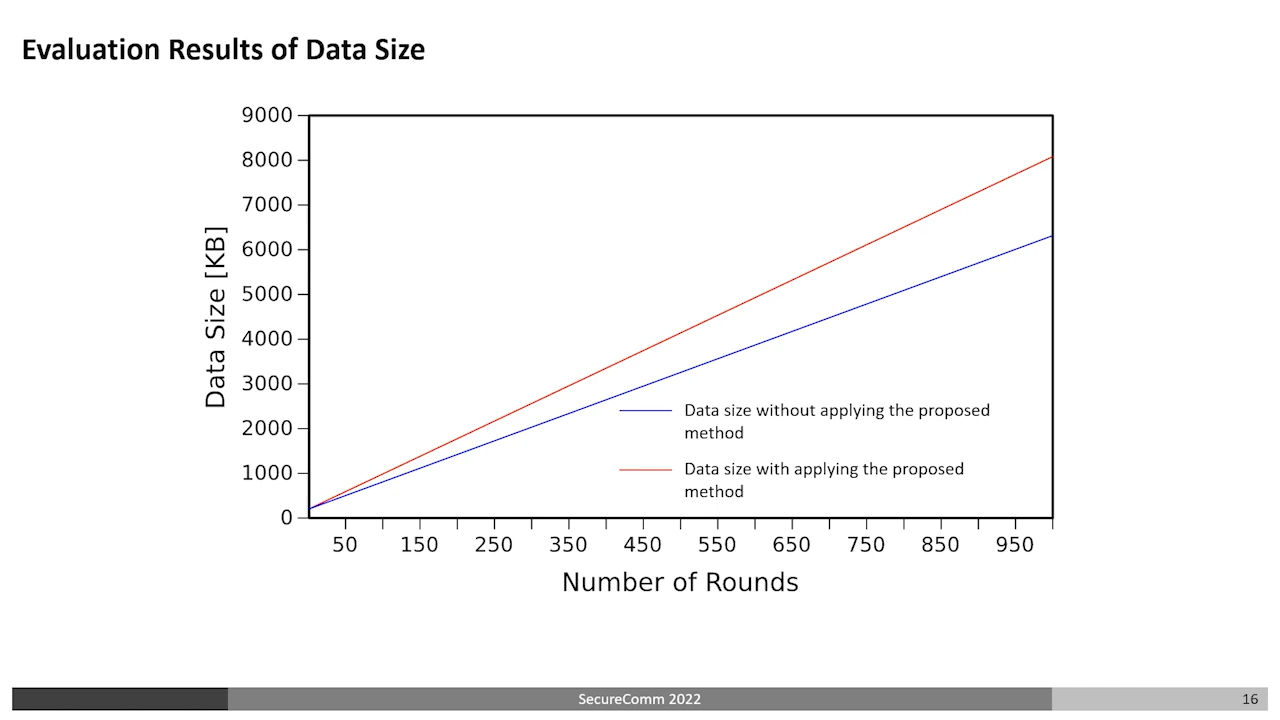 Evaluation Results of Data Size
9000
8000
7000
6000
5000
4000
3000
2000
1000
0
Data Size [KB]
Data size without applying the proposed
method
Data size with applying the proposed
method
50 150 250 350 450 550 650 750 850 950
Number of Rounds
SecureComm 2022
16